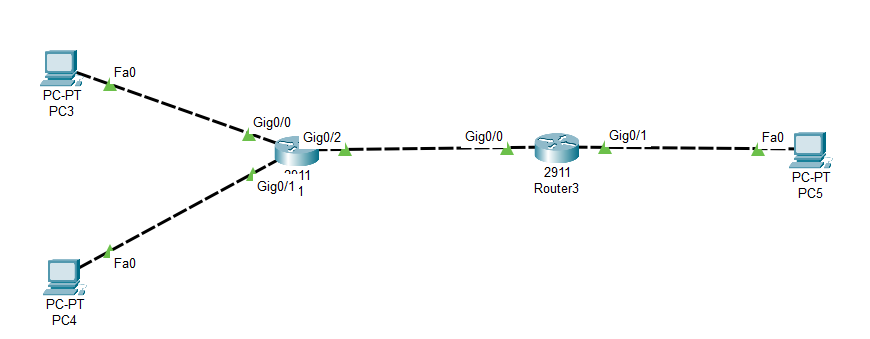 Fa0
PC-PT
PC3
Gig0/0
Gig0/2
Gig0/1
1
Gig0/0
2911
Router3
Gig0/1
Fa0
PC-PT
PC5
Fa0
PC-PT
PC4